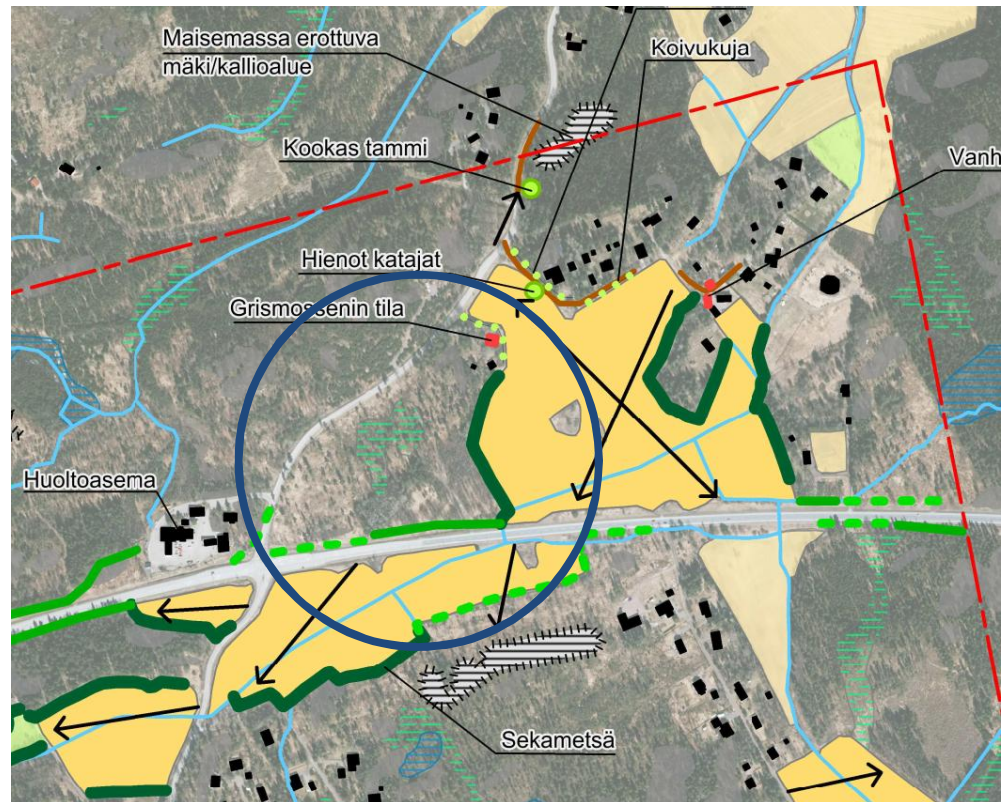 Maisemassa erottuva
mäki/kallioalue
Koivukuja
Kookas tammi
Vanh
Hienot katajat
Grismossenin tila
Huoltoasema
Sekametsä